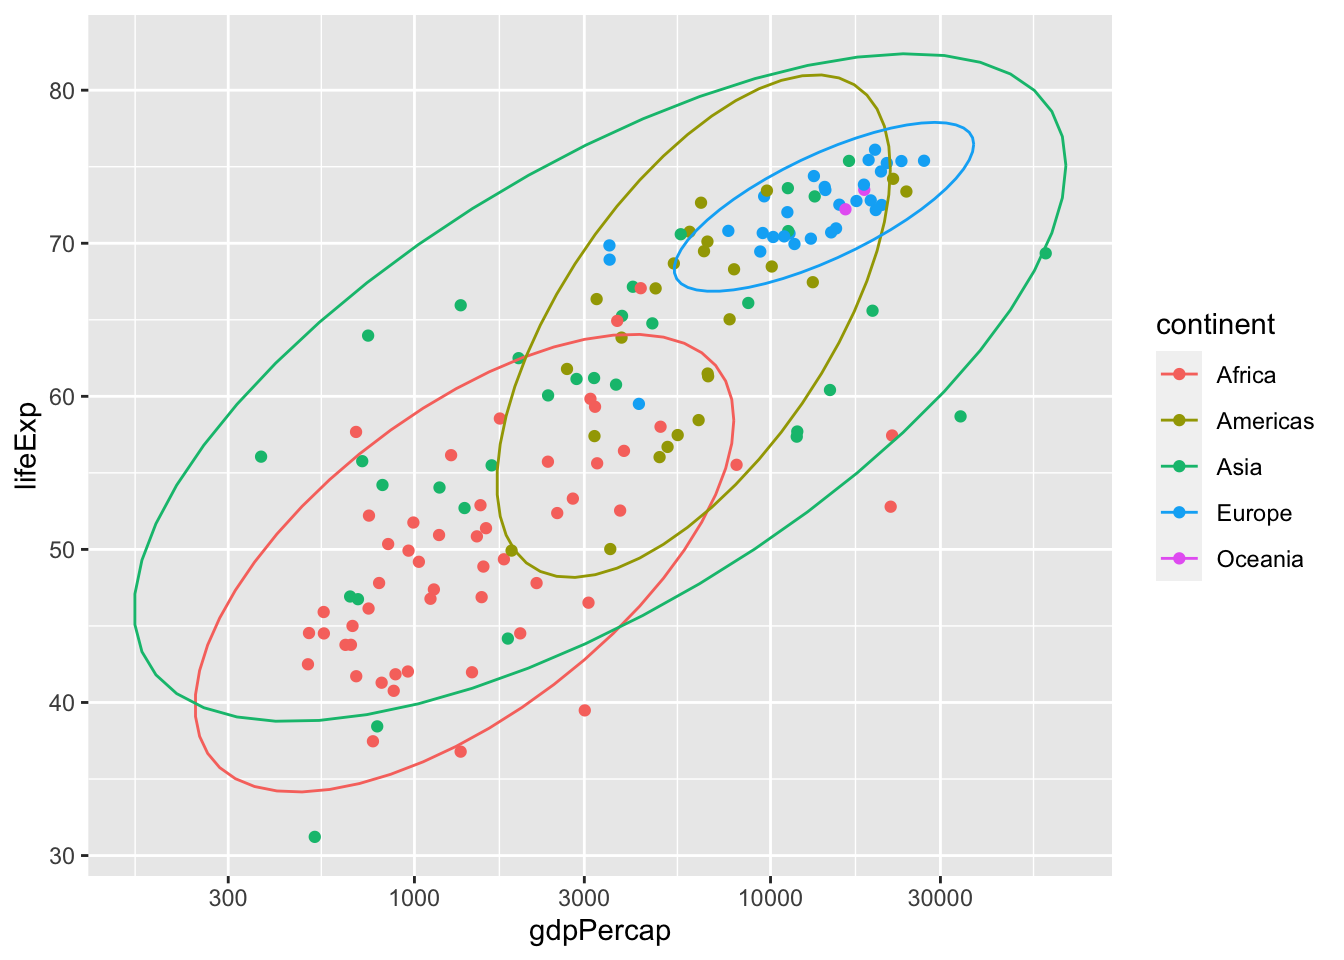 80
70
60
50
40
30
lifeExp
300 1000 3000 10000 30000
gdpPercap
continent
Africa
Americas
Asia
Europe
Oceania